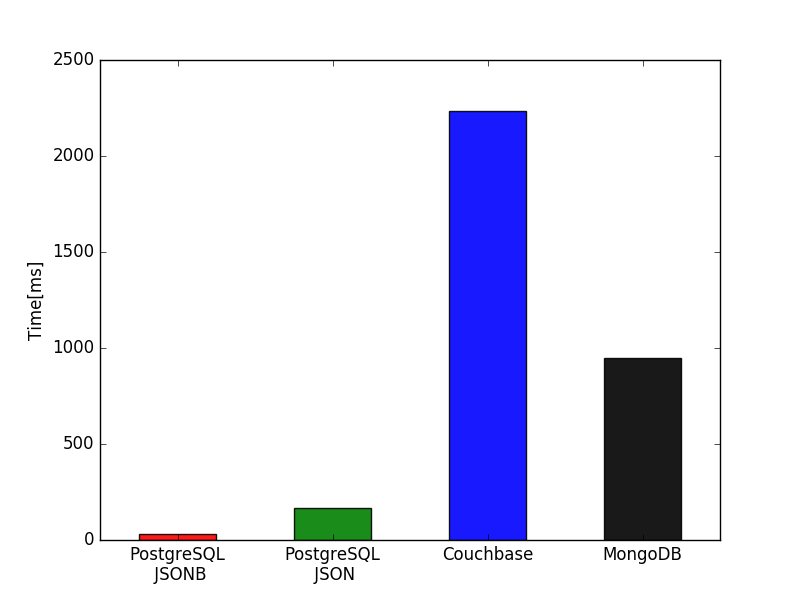 2500
2000
1500
1000
500
0
Time[ms]
PostgreSQL
JSONB
PostgreSQL
JSON
Couchbase
MongoDB